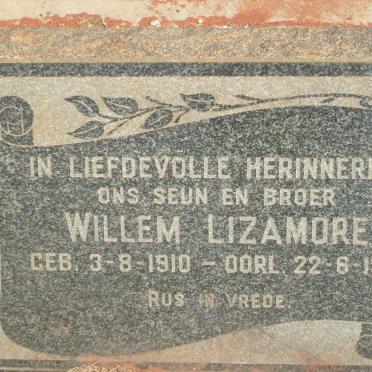 IN LIEFDEVOLLE HERINNERI
ONS SEUN EN BROER
WILLEM LIZAMORE
GEB. 3-8-1910 - OORL. 22-6-1
RUS IN VREDE